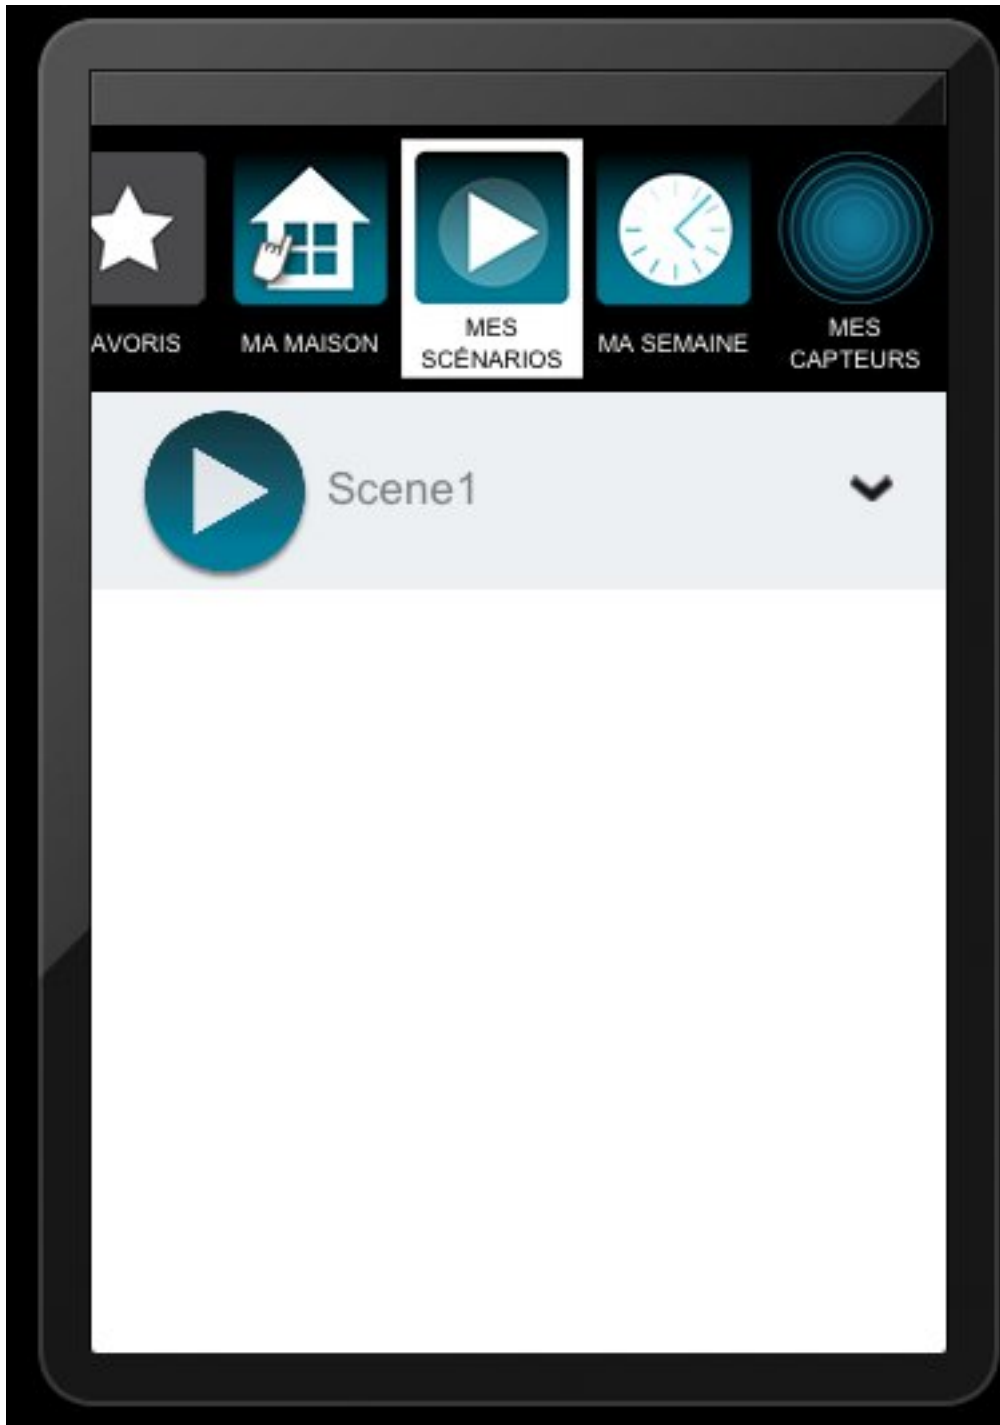 AVORIS
MA MAISON
MES
SCÉNARIOS
MA SEMAINE
MES
CAPTEURS
Scene1